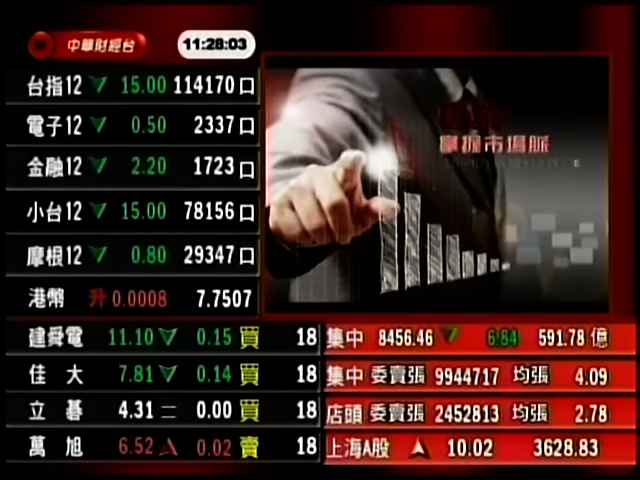 中華財經台 11:28:03
台指12 15.00 114170口
電子12 0.50 2337口
金融12 2.20 1723口
小台12 15.00 78156口
摩根12 0.80 29347口
港幣 升 0.0008 7.7507
掌握市場脈
建舜電 11.10 0.15 買 18
佳大 7.81 0.14 買 18
立碁 4.31 0.00 買 18
萬旭 6.52 0.02 賣 18
集中 8456.46 6.84 591.78 億
集中 委賣張 9944717 均張 4.09
店頭 委賣張 2452813 均張 2.78
上海A股 10.02 3628.83